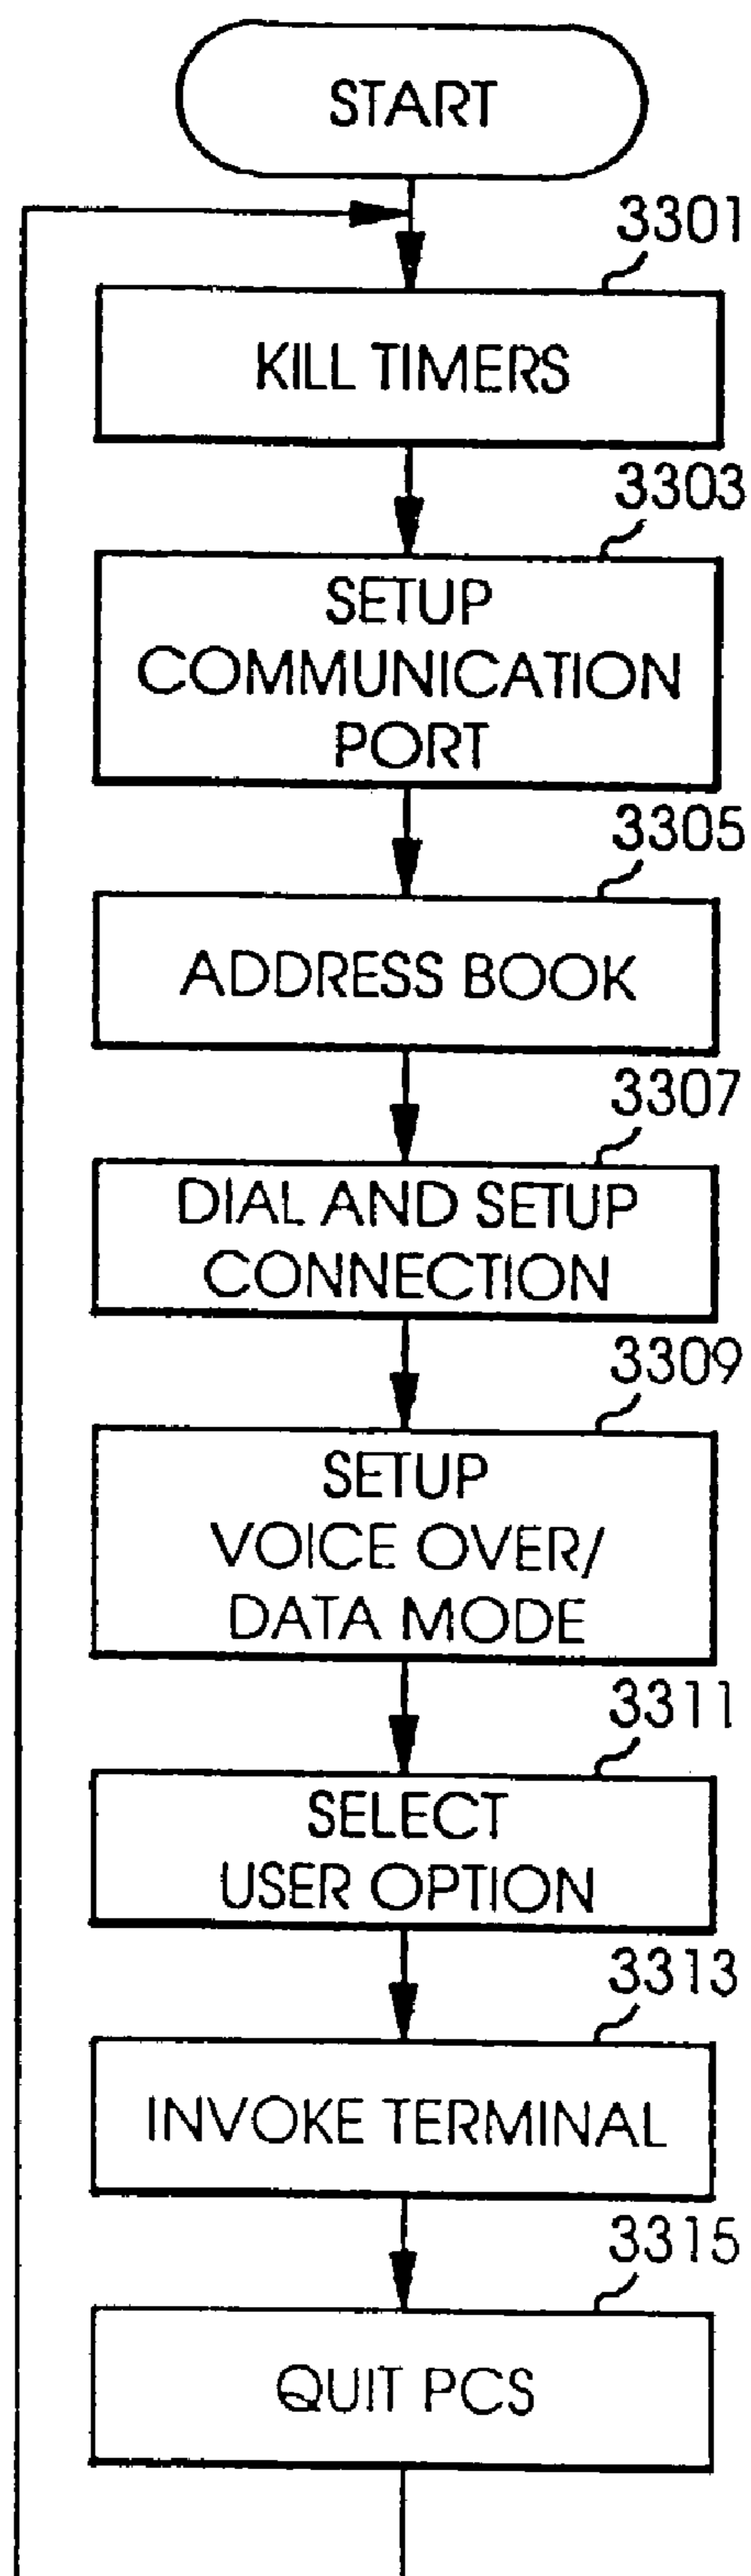 START
3301
KILL TIMERS
3303
SETUP
COMMUNICATION
PORT
3305
ADDRESS BOOK
3307
DIAL AND SETUP
CONNECTION
3309
SETUP
VOICE OVER/
DATA MODE
3311
SELECT
USER OPTION
3313
INVOKE TERMINAL
3315
QUIT PCS